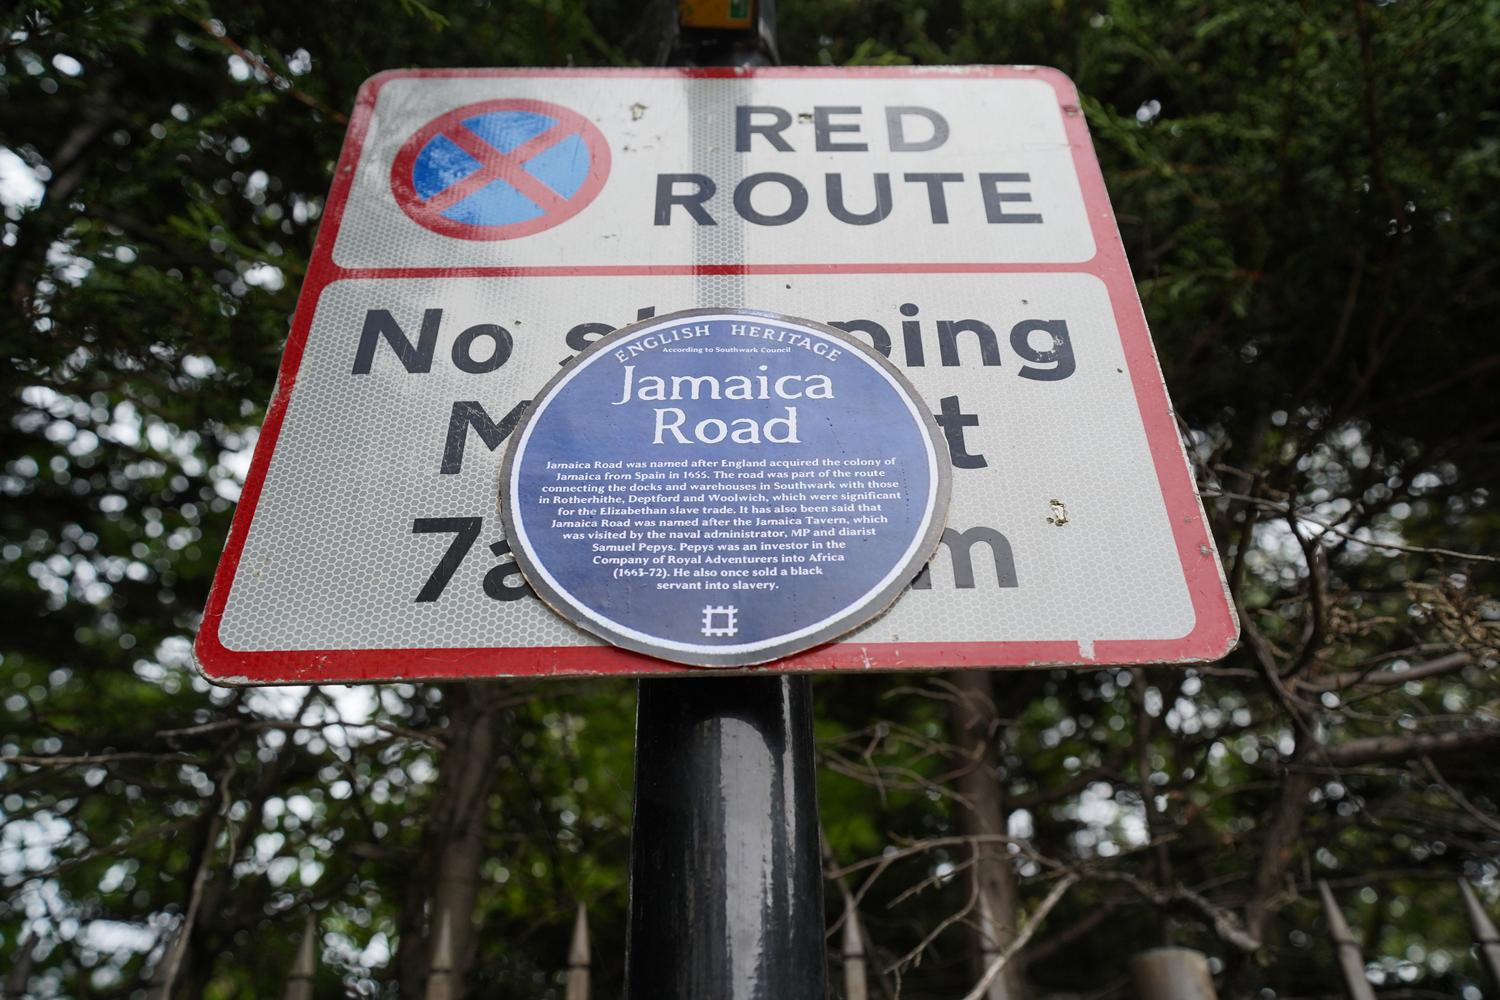 RED
ROUTE
No ping
t
7a m
ENGLISH HERITAGE
According to Southwark Council
Jamaica
Road
Jamaica Road was named after England acquired the colony of
Jamaica from Spain in 1655. The road was part of the route
connecting the docks and warehouses in Southwark with those
in Rotherhithe, Deptford and Woolwich, which were significant
for the Elizabethan slave trade. It has also been said that
Jamaica Road was named after the Jamaica Tavern, which
was visited by the naval administrator, MP and diarist
Samuel Pepys. Pepys was an investor in the
Company of Royal Adventurers into Africa
(1663-72). He also once sold a black
servant into slavery.